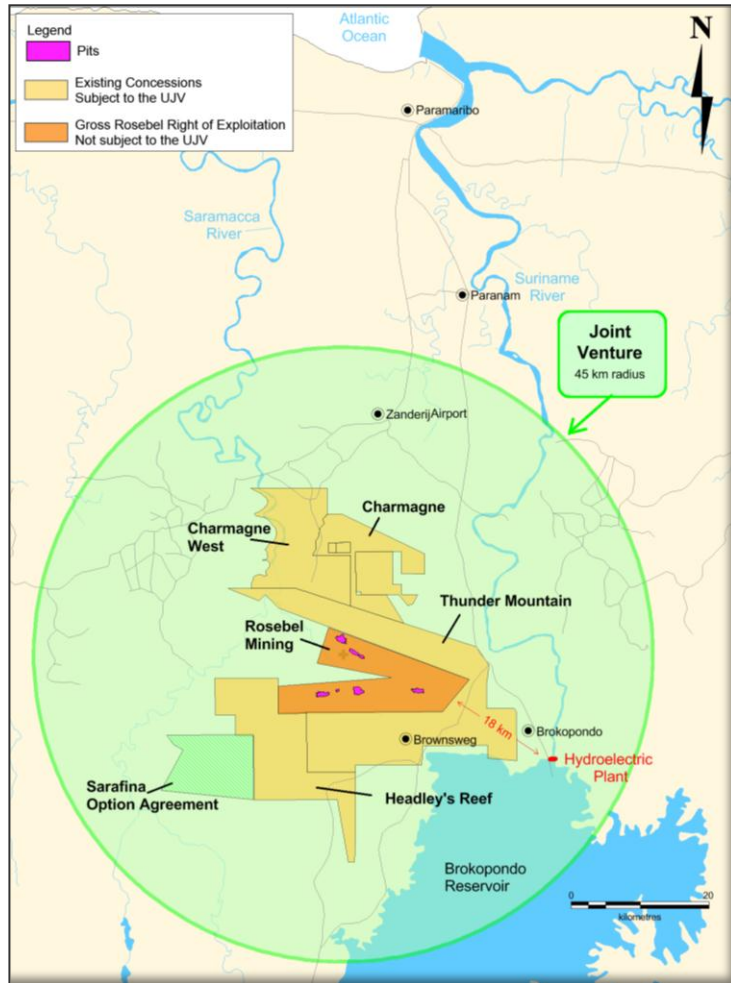 Legend
Pits
Existing Concessions
Subject to the UJV
Gross Rosebel Right of Exploitation
Not subject to the UJV
Atlantic
Ocean
N
Paramaribo
Saramacca
River
Suriname
River
Paranam
Joint
Venture
45 km radius
ZanderijAirport
Charmagne
Charmagne
West
Thunder Mountain
Rosebel
Mining
18 km
Brokopondo
Brownsweg
Hydroelectric
Plant
Sarafina
Option Agreement
Headley's Reef
Brokopondo
Reservoir
0 20
kilometres